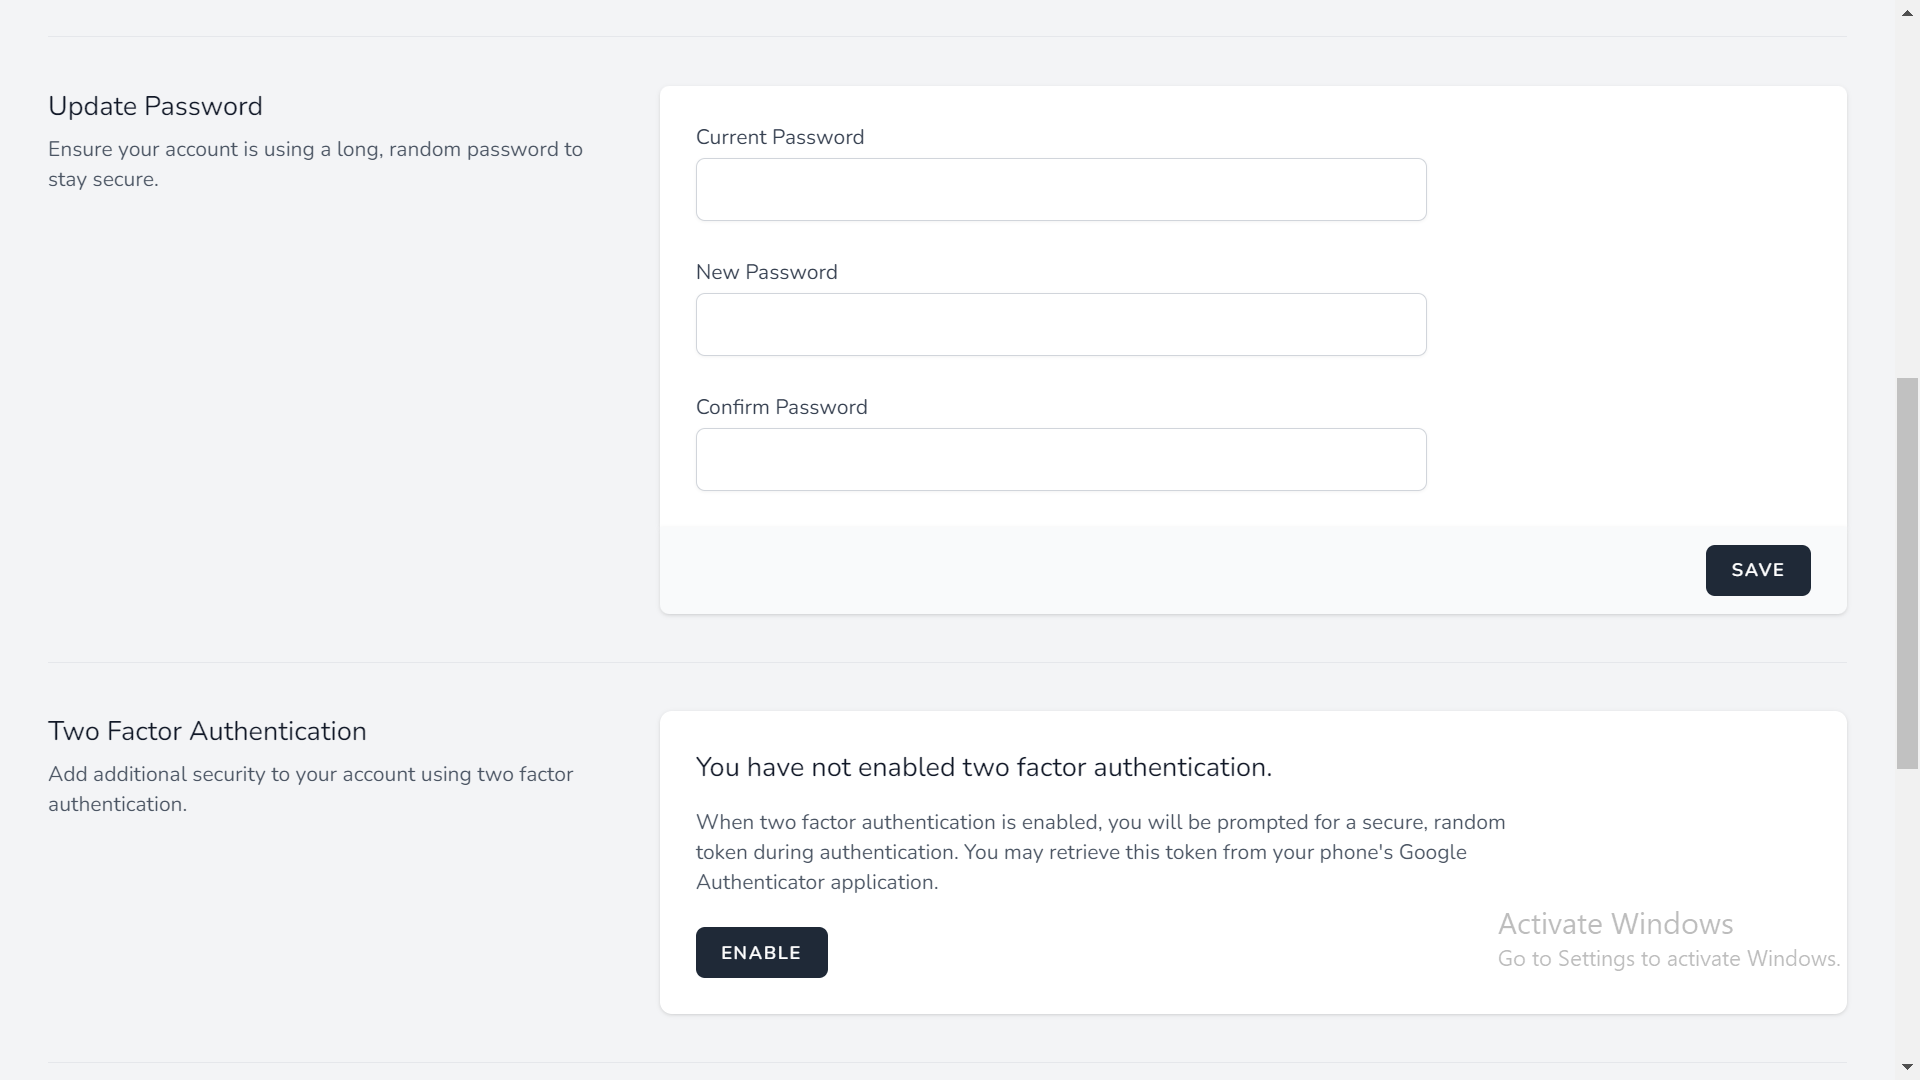 Update Password
Ensure your account is using a long, random password to
stay secure.
Current Password
New Password
Confirm Password
SAVE
Two Factor Authentication
Add additional security to your account using two factor
authentication.
You have not enabled two factor authentication.
When two factor authentication is enabled, you will be prompted for a secure, random
token during authentication. You may retrieve this token from your phone's Google
Authenticator application.
ENABLE
Activate Windows
Go to Settings to activate Windows.